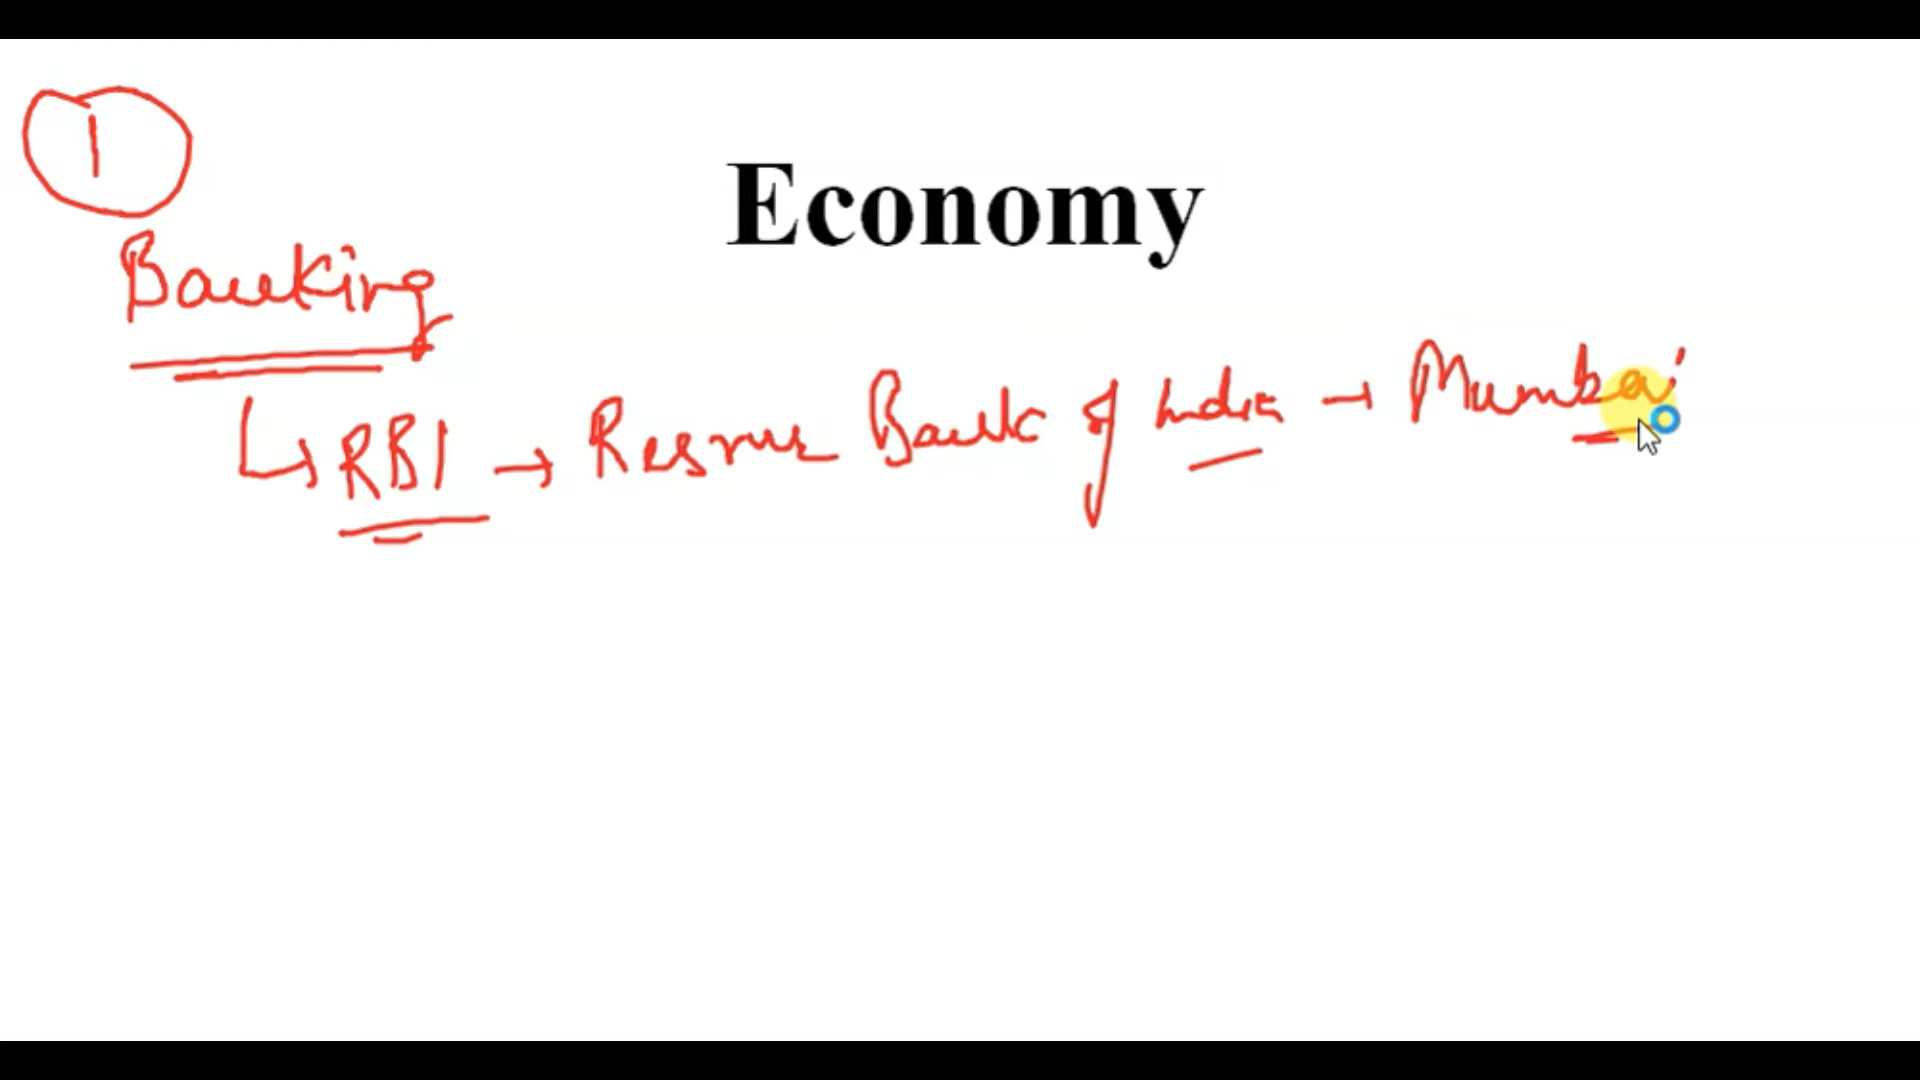 1
Economy
Banking
↳ RBI → Reserve Bank of India → Mumbai